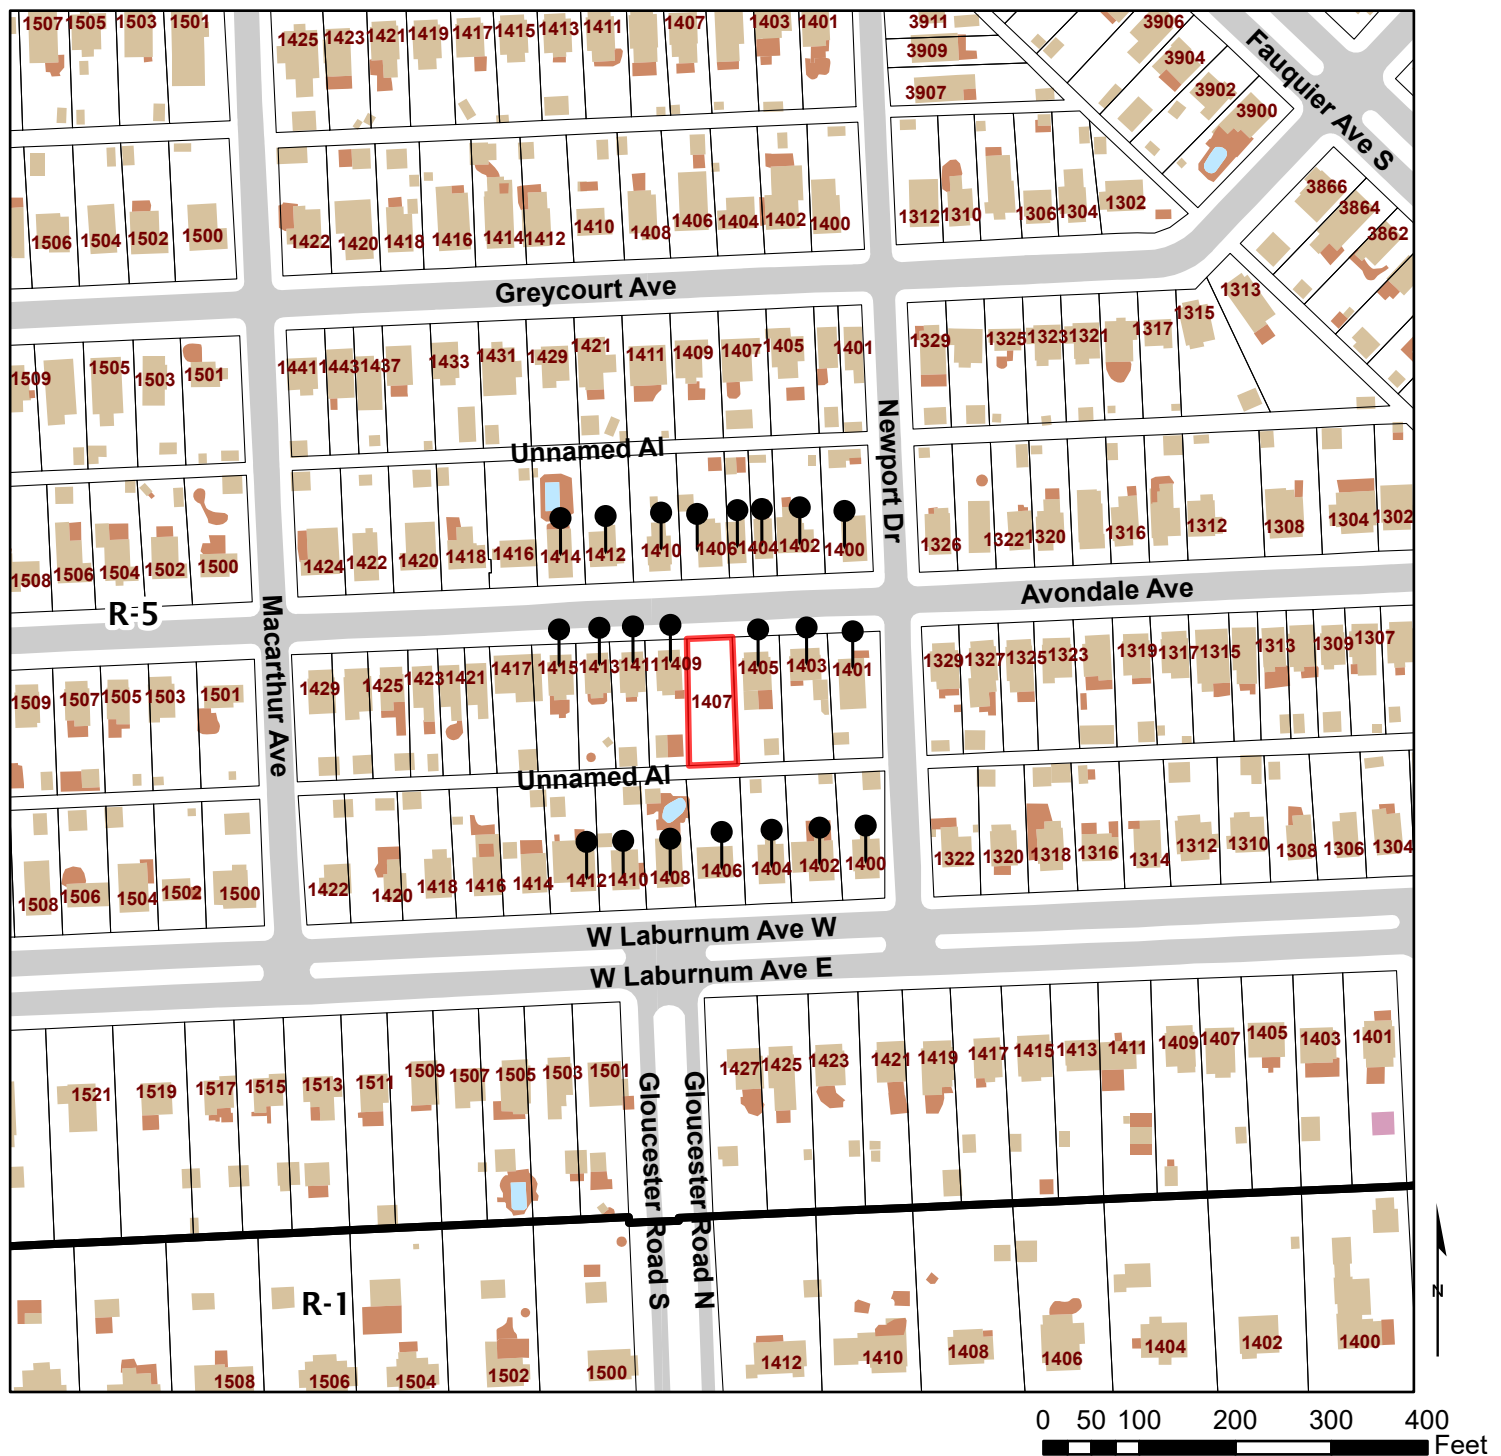 1507 1505 1503 1501
1425 1423 1421 1419 1417 1415 1413 1411 1407 1403 1401
3911
3909
3907
3906
3904
3902
3900
Fauquier Ave S
3866
3864
3862
1506 1504 1502 1500
1422 1420 1418 1416 1414 1412 1410 1408 1406 1404 1402 1400
1312 1310 1306 1304 1302
Greycourt Ave
1509 1505 1503 1501
1441 1443 1437 1433 1431 1429 1421 1411 1409 1407 1405 1401
1329 1325 1323 1321 1317 1315 1313
Newport Dr
Unnamed Al
1508 1506 1504 1502 1500
1424 1422 1420 1418 1416 1414 1412 1410 1406 1404 1402 1400
1326 1322 1320 1316 1312 1308 1304 1302
R-5
Macarthur Ave
Avondale Ave
1509 1507 1505 1503 1501
1429 1425 1423 1421 1417 1415 1413 1411 1409 1407 1405 1403 1401
1329 1327 1325 1323 1319 1317 1315 1313 1309 1307
Unnamed Al
1508 1506 1504 1502 1500
1422 1420 1418 1416 1414 1412 1410 1408 1406 1404 1402 1400
1322 1320 1318 1316 1314 1312 1310 1308 1306 1304
W Laburnum Ave W
W Laburnum Ave E
1521 1519 1517 1515 1513 1511 1509 1507 1505 1503 1501
Gloucester Road S
Gloucester Road N
1427 1425 1423 1421 1419 1417 1415 1413 1411 1409 1407 1405 1403 1401
R-1
1508 1506 1504 1502 1500
1412 1410 1408 1406 1404 1402 1400
N
0 50 100 200 300 400
Feet